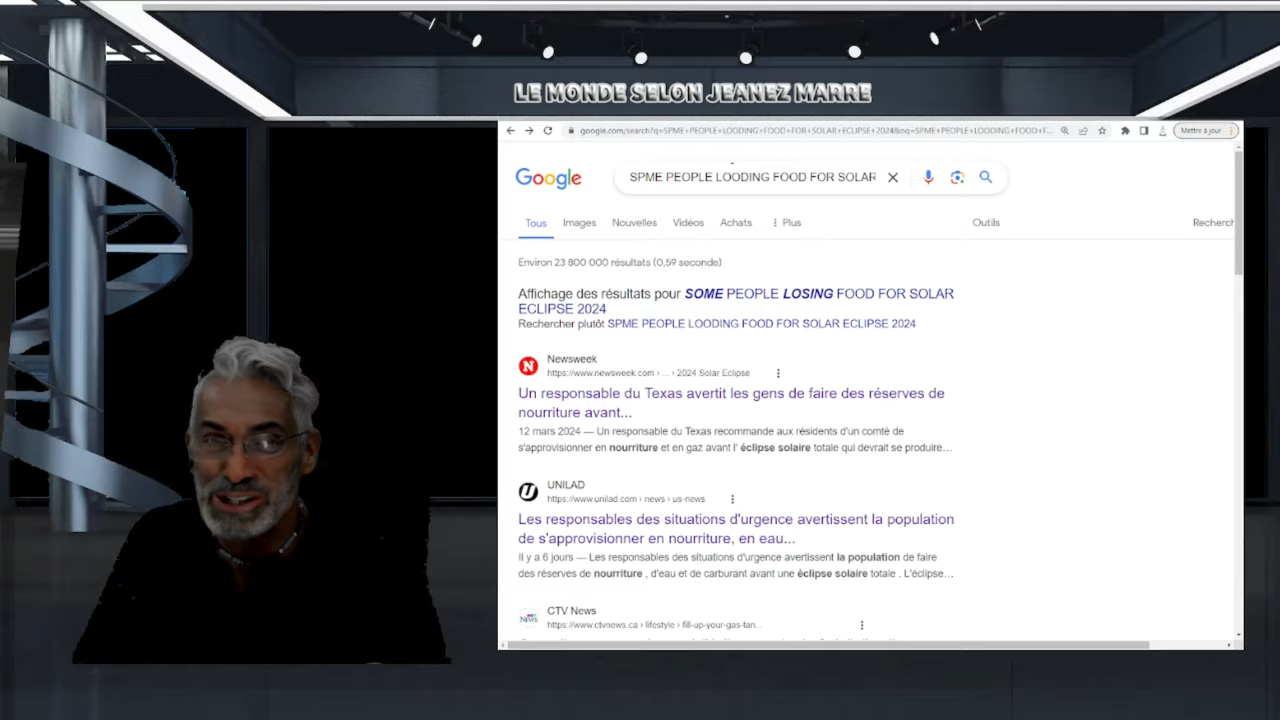 LE MONDE SELON JEANEZ MARRE
google.com/search?q=SPME+PEOPLE+LOODING+FOOD+FOR+SOLAR+ECLIPSE+2024&oq=SPME+PEOPLE+LOODING+FOOD+F...
Mettre à jour
Google
SPME PEOPLE LOODING FOOD FOR SOLAR
Tous Images Nouvelles Vidéos Achats Plus Outils Recherch
Environ 23 800 000 résultats (0,59 seconde)
Affichage des résultats pour SOME PEOPLE LOSING FOOD FOR SOLAR
ECLIPSE 2024
Rechercher plutôt SPME PEOPLE LOODING FOOD FOR SOLAR ECLIPSE 2024
N
Newsweek
https://www.newsweek.com › ... › 2024 Solar Eclipse
Un responsable du Texas avertit les gens de faire des réserves de
nourriture avant...
12 mars 2024 — Un responsable du Texas recommande aux résidents d'un comté de
s'approvisionner en nourriture et en gaz avant l' éclipse solaire totale qui devrait se produire...
U
UNILAD
https://www.unilad.com › news › us-news
Les responsables des situations d'urgence avertissent la population
de s'approvisionner en nourriture, en eau...
Il y a 6 jours — Les responsables des situations d'urgence avertissent la population de faire
des réserves de nourriture , d'eau et de carburant avant une éclipse solaire totale . L'éclipse...
NEWS
CTV News
https://www.ctvnews.ca › lifestyle › fill-up-your-gas-tan...